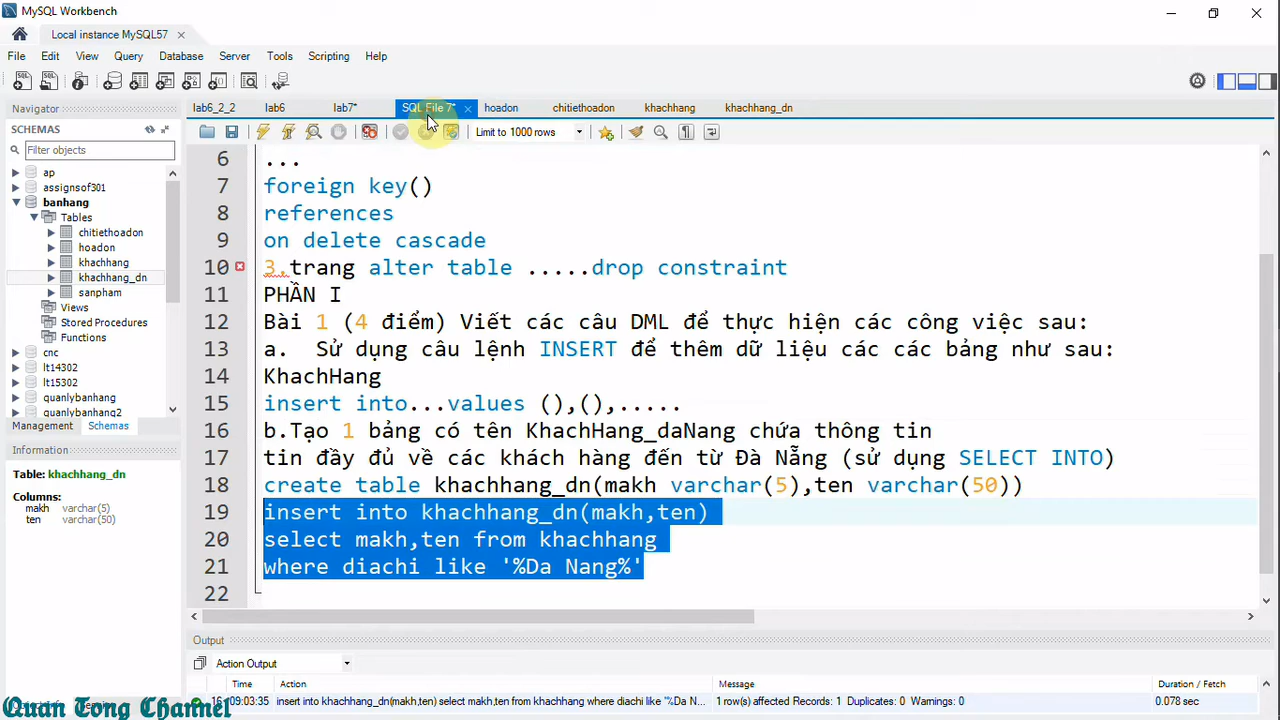 MySQL Workbench
Local instance MySQL57
File Edit View Query Database Server Tools Scripting Help
Navigator
SCHEMAS
Filter objects
ap
assignsof301
banhang
Tables
chitiethoadon
hoadon
khachhang
khachhang_dn
sanpham
Views
Stored Procedures
Functions
cnc
lt14302
lt15302
quanlybanhang
quanlybanhang2
Management Schemas
Information
Table: khachhang_dn
Columns:
makh varchar(5)
ten varchar(50)
lab6_2_2 lab6 lab7* SQL File 7* hoadon chitiethoadon khachhang khachhang_dn
Limit to 1000 rows
6 ...
7 foreign key()
8 references
9 on delete cascade
10 3.trang alter table .....drop constraint
11 PHẦN I
12 Bài 1 (4 điểm) Viết các câu DML để thực hiện các công việc sau:
13 a. Sử dụng câu lệnh INSERT để thêm dữ liệu các các bảng như sau:
14 KhachHang
15 insert into...values (),(),.....
16 b.Tạo 1 bảng có tên KhachHang_daNang chứa thông tin
17 tin đầy đủ về các khách hàng đến từ Đà Nẵng (sử dụng SELECT INTO)
18 create table khachhang_dn(makh varchar(5),ten varchar(50))
19 insert into khachhang_dn(makh,ten)
20 select makh,ten from khachhang
21 where diachi like '%Da Nang%'
22
Output
Action Output
Time Action Message Duration / Fetch
16 09:03:35 insert into khachhang_dn(makh,ten) select makh,ten from khachhang where diachi like '%Da N... 1 row(s) affected Records: 1 Duplicates: 0 Warnings: 0 0.078 sec
Quan Tong Channel